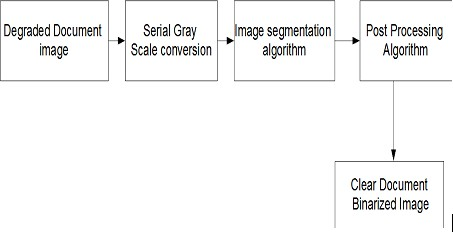 Degraded Document
image
Serial Gray
Scale conversion
Image segmentation
algorithm
Post Processing
Algorithm
Clear Document
Binarized Image